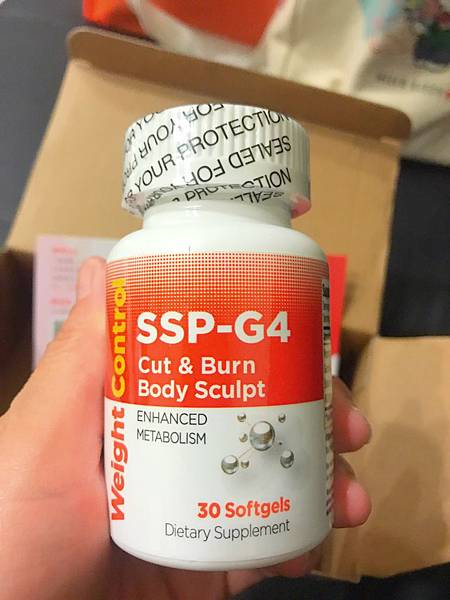 SEALED FOR YOUR PROTECTION
Weight Control
SSP-G4
Cut & Burn
Body Sculpt
ENHANCED
METABOLISM
30 Softgels
Dietary Supplement